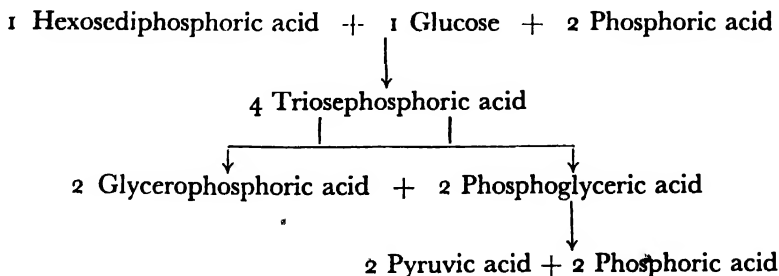 1 Hexosediphosphoric acid + 1 Glucose + 2 Phosphoric acid
4 Triosephosphoric acid
2 Glycerophosphoric acid + 2 Phosphoglyceric acid
2 Pyruvic acid + 2 Phosphoric acid